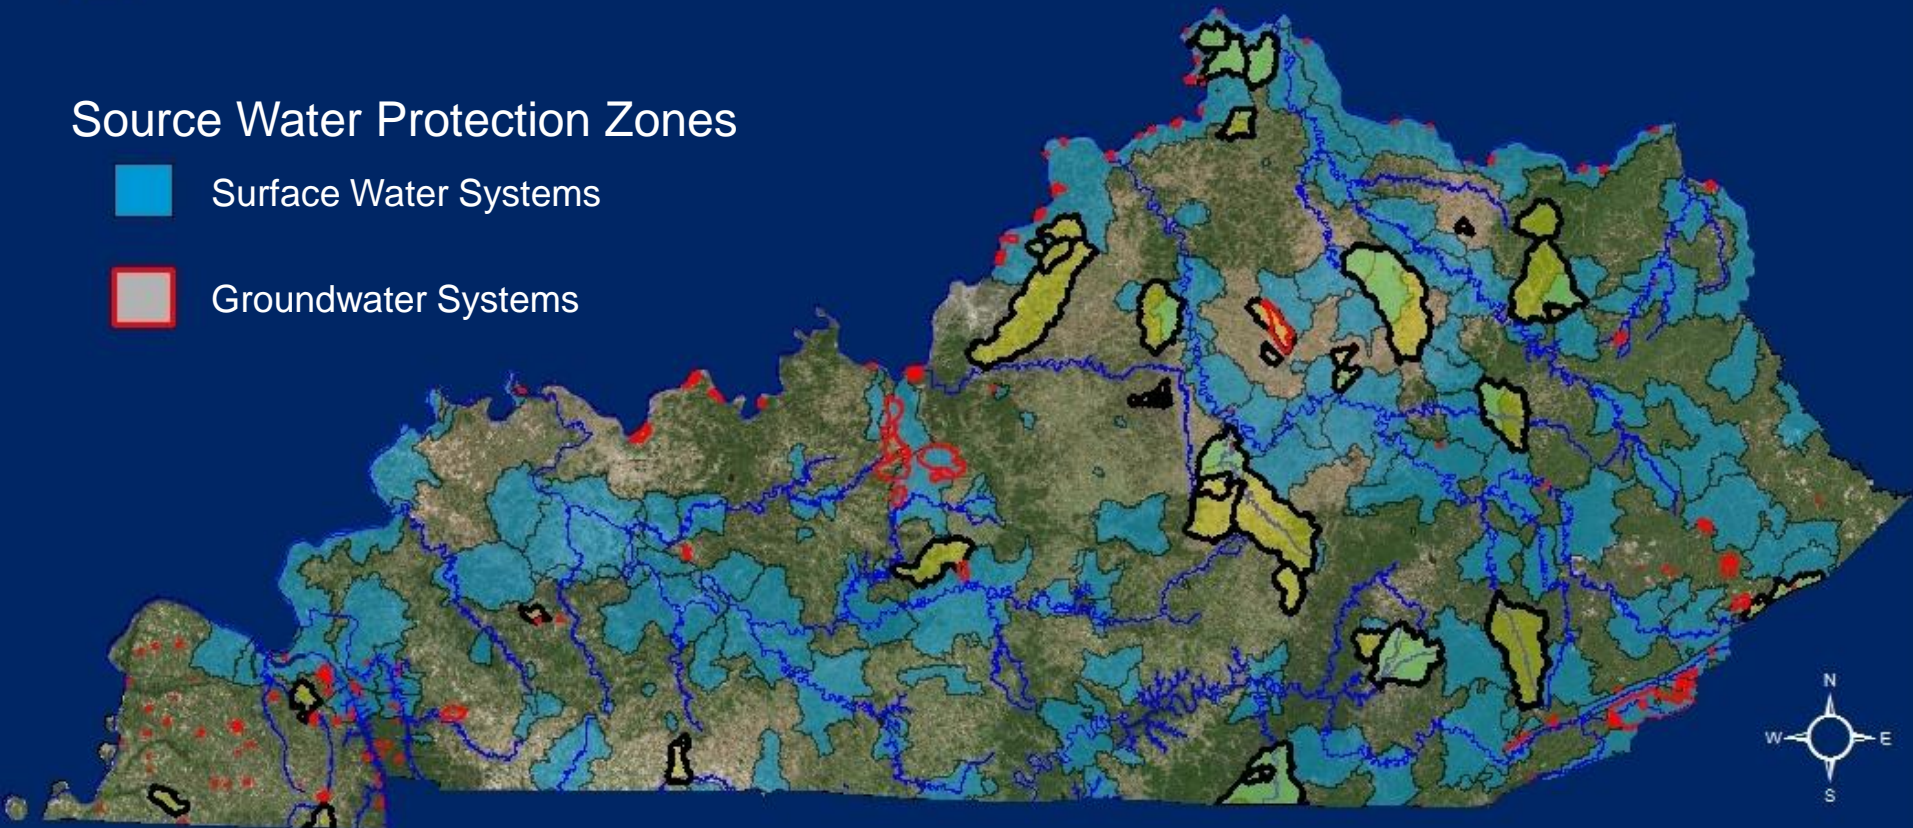 Source Water Protection Zones
Surface Water Systems
Groundwater Systems
N
W E
S